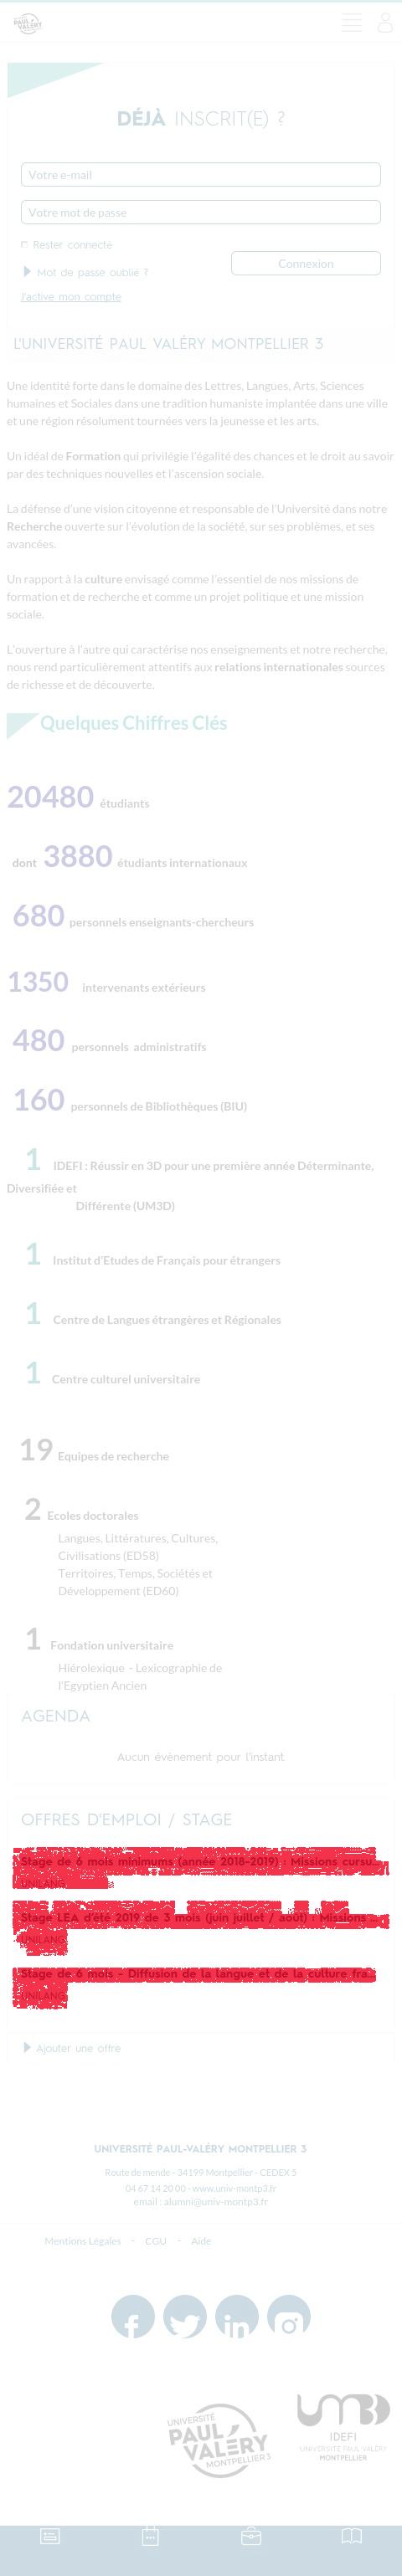 UNIVERSITÉ PAUL VALÉRY
DÉJÀ INSCRIT(E) ?
Votre e-mail
Votre mot de passe
Rester connecté
Connexion
Mot de passe oublié ?
J'active mon compte
L'UNIVERSITÉ PAUL VALÉRY MONTPELLIER 3
Une identité forte dans le domaine des Lettres, Langues, Arts, Sciences
humaines et Sociales dans une tradition humaniste implantée dans une ville
et une région résolument tournées vers la jeunesse et les arts.
Un idéal de Formation qui privilégie l'égalité des chances et le droit au savoir
par des techniques nouvelles et l'ascension sociale.
La défense d'une vision citoyenne et responsable de l'Université dans notre
Recherche ouverte sur l'évolution de la société, sur ses problèmes, et ses
avancées.
Un rapport à la culture envisagé comme l'essentiel de nos missions de
formation et de recherche et comme un projet politique et une mission
sociale.
L'ouverture à l'autre qui caractérise nos enseignements et notre recherche,
nous rend particulièrement attentifs aux relations internationales sources
de richesse et de découverte.
Quelques Chiffres Clés
20480 étudiants
dont 3880 étudiants internationaux
680 personnels enseignants-chercheurs
1350 intervenants extérieurs
480 personnels administratifs
160 personnels de Bibliothèques (BIU)
1 IDEFI : Réussir en 3D pour une première année Déterminante,
Diversifiée et
Différente (UM3D)
1 Institut d'Etudes de Français pour étrangers
1 Centre de Langues étrangères et Régionales
1 Centre culturel universitaire
19 Equipes de recherche
2 Ecoles doctorales
Langues, Littératures, Cultures,
Civilisations (ED58)
Territoires, Temps, Sociétés et
Développement (ED60)
1 Fondation universitaire
Hiérolexique - Lexicographie de
l'Egyptien Ancien
AGENDA
Aucun évènement pour l'instant
OFFRES D'EMPLOI / STAGE
Stage de 6 mois minimums (année 2018-2019) : Missions cursu...
UNILANG
Stage LEA d'été 2019 de 3 mois (juin juillet / août) : Missions ...
UNILANG
Stage de 6 mois - Diffusion de la langue et de la culture fra...
UNILANG
Ajouter une offre
UNIVERSITÉ PAUL-VALÉRY MONTPELLIER 3
Route de mende - 34199 Montpellier - CEDEX 5
04 67 14 20 00 - www.univ-montp3.fr
email : alumni@univ-montp3.fr
Mentions Légales · CGU · Aide
UNIVERSITÉ
PAUL
VALÉRY
MONTPELLIER 3
UM3D
IDEFI
UNIVERSITÉ PAUL VALÉRY
MONTPELLIER